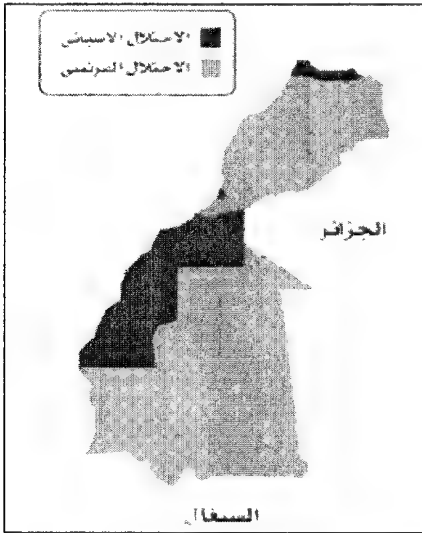 الاحتلال الاسباني
الاحتلال الفرنسي
الجزائر
السنغال